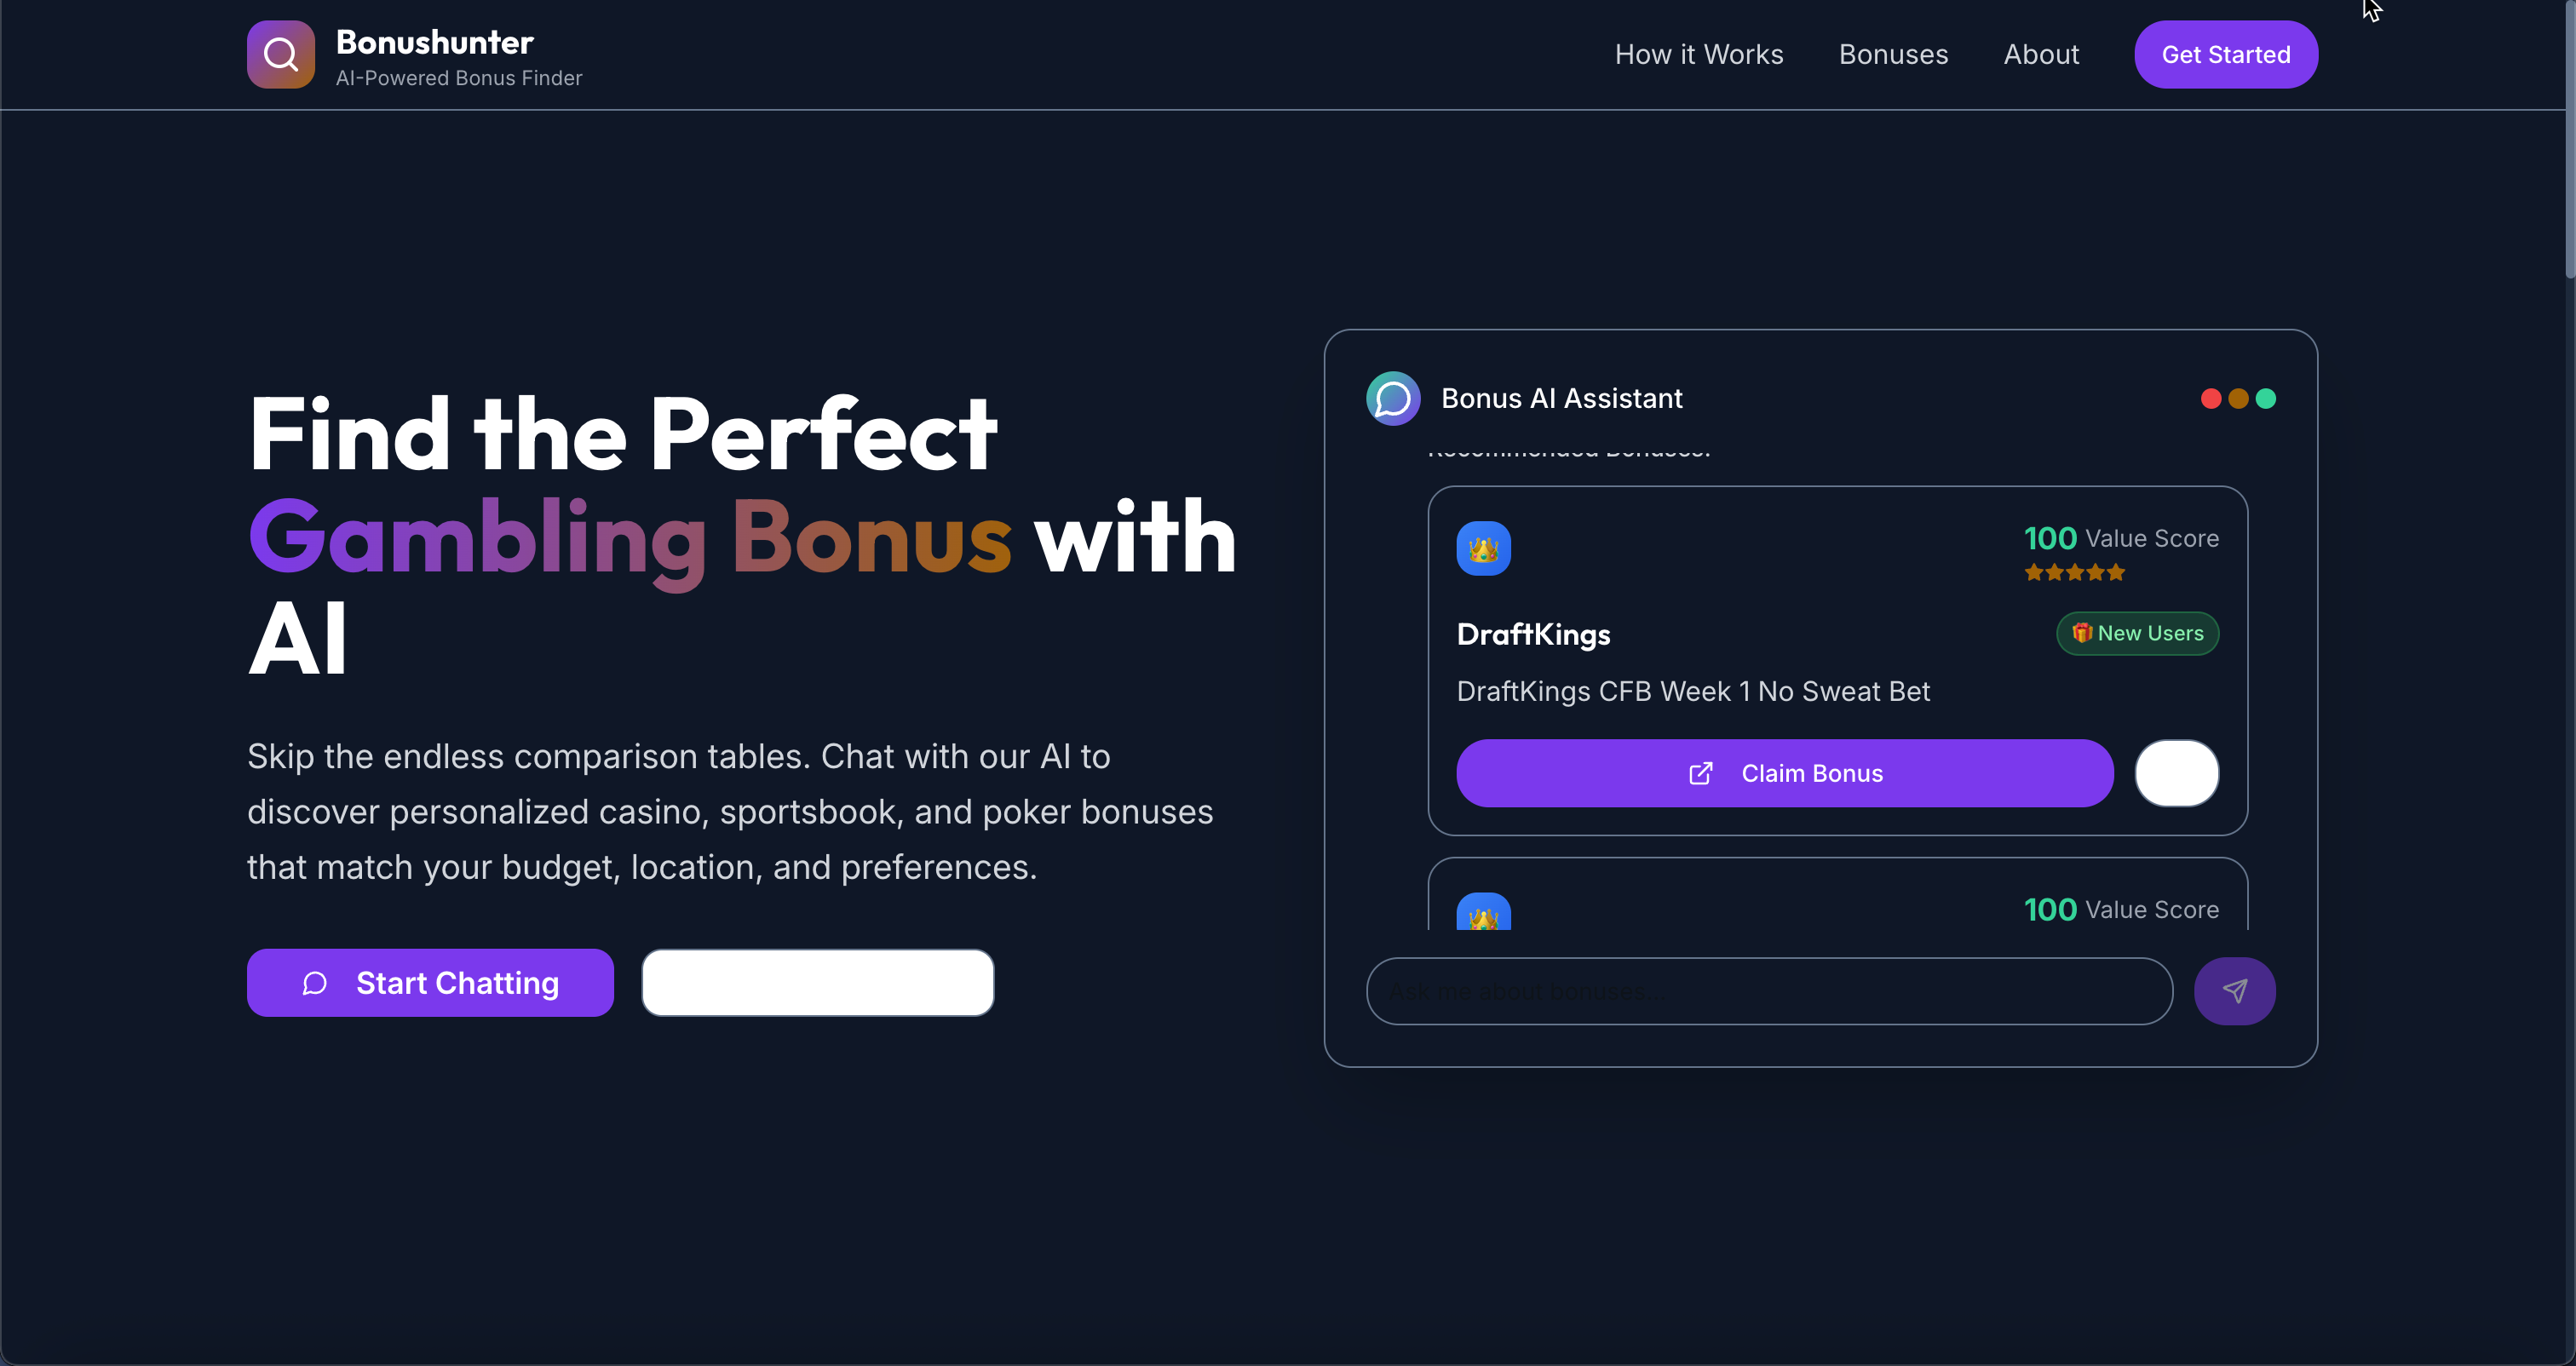 Bonushunter
AI-Powered Bonus Finder
How it Works
Bonuses
About
Get Started
Find the Perfect
Gambling Bonus with
AI
Skip the endless comparison tables. Chat with our AI to
discover personalized casino, sportsbook, and poker bonuses
that match your budget, location, and preferences.
Start Chatting
Bonus AI Assistant
Recommended Bonuses:
100 Value Score
DraftKings
New Users
DraftKings CFB Week 1 No Sweat Bet
Claim Bonus
100 Value Score
Ask me about bonuses...